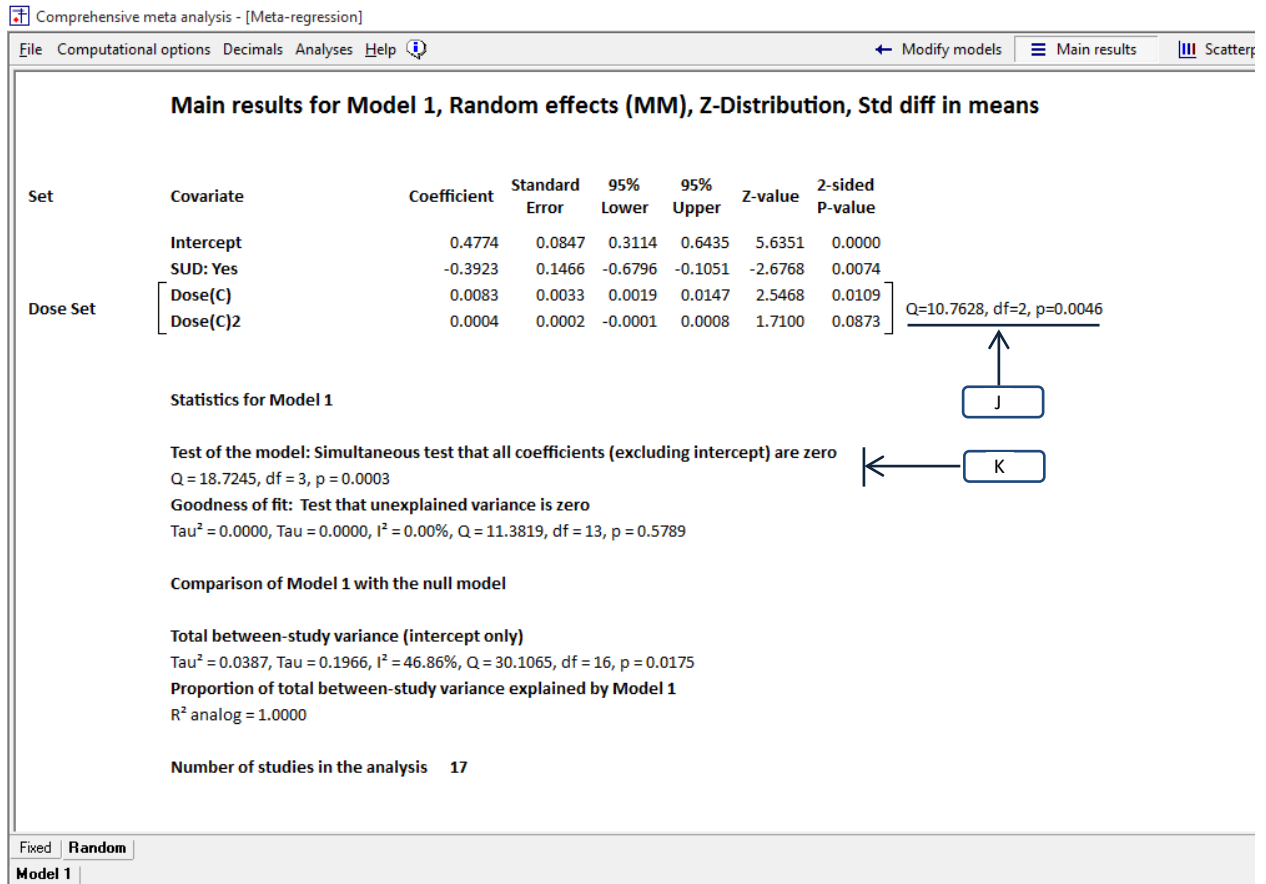 Comprehensive meta analysis - [Meta-regression]
File Computational options Decimals Analyses Help Modify models Main results
Main results for Model 1, Random effects (MM), Z-Distribution, Std diff in means
Set Covariate Coefficient Standard Error 95% Lower 95% Upper Z-value 2-sided P-value
Intercept 0.4774 0.0847 0.3114 0.6435 5.6351 0.0000
SUD: Yes -0.3923 0.1466 -0.6796 -0.1051 -2.6768 0.0074
Dose Set
Dose(C) 0.0083 0.0033 0.0019 0.0147 2.5468 0.0109
Dose(C)2 0.0004 0.0002 -0.0001 0.0008 1.7100 0.0873
Q=10.7628, df=2, p=0.0046
J
Statistics for Model 1
Test of the model: Simultaneous test that all coefficients (excluding intercept) are zero
K
Q = 18.7245, df = 3, p = 0.0003
Goodness of fit: Test that unexplained variance is zero
Tau² = 0.0000, Tau = 0.0000, I² = 0.00%, Q = 11.3819, df = 13, p = 0.5789
Comparison of Model 1 with the null model
Total between-study variance (intercept only)
Tau² = 0.0387, Tau = 0.1966, I² = 46.86%, Q = 30.1065, df = 16, p = 0.0175
Proportion of total between-study variance explained by Model 1
R² analog = 1.0000
Number of studies in the analysis 17
Fixed Random
Model 1